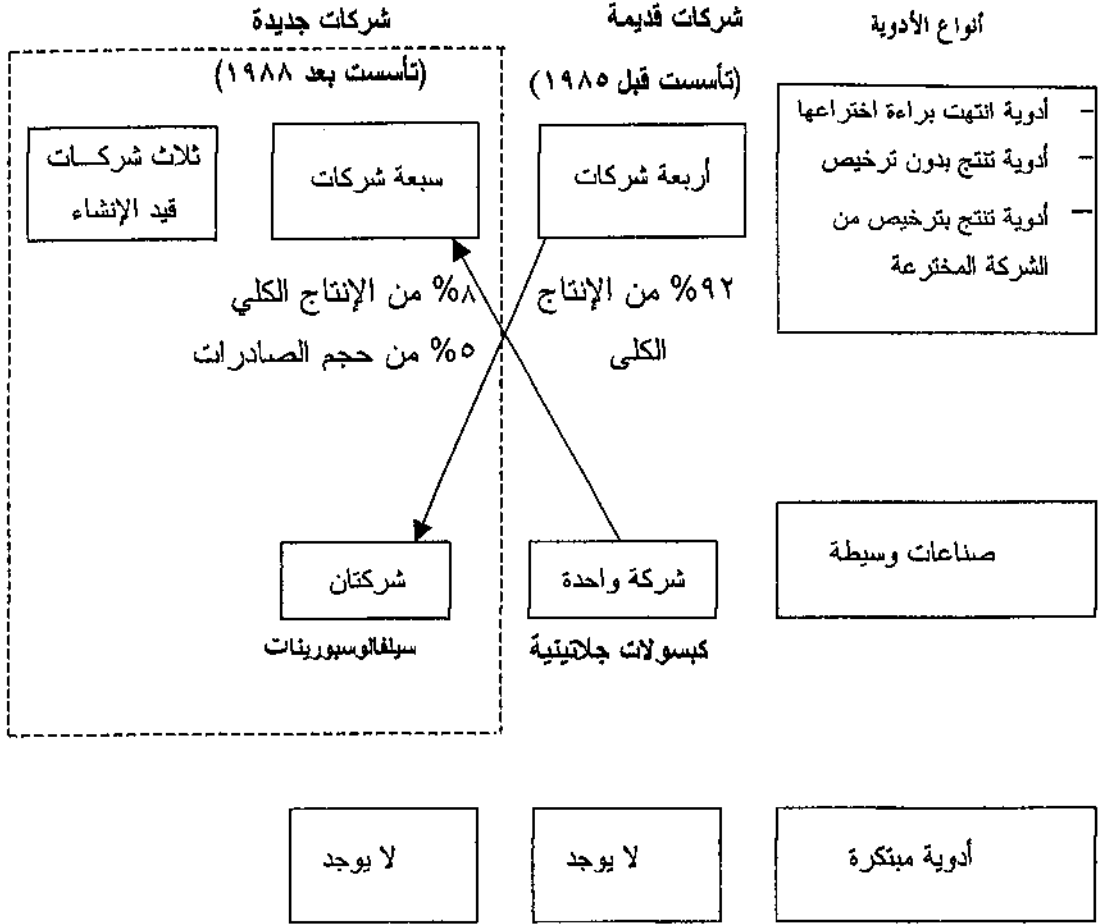 أنواع الأدوية
شركات قديمة
شركات جديدة
(تأسست قبل ١٩٨٥)
(تأسست بعد ١٩٨٨)
- أدوية انتهت براءة اختراعها
- أدوية تنتج بدون ترخيص
- أدوية تنتج بترخيص من
الشركة المخترعة
أربعة شركات
سبعة شركات
ثلاث شركات
قيد الإنشاء
٩٢% من الإنتاج
الكلى
٨% من الإنتاج الكلي
٥% من حجم الصادرات
صناعات وسيطة
شركة واحدة
شركتان
كبسولات جلاتينية
سيلفالوسبورينات
أدوية مبتكرة
لا يوجد
لا يوجد